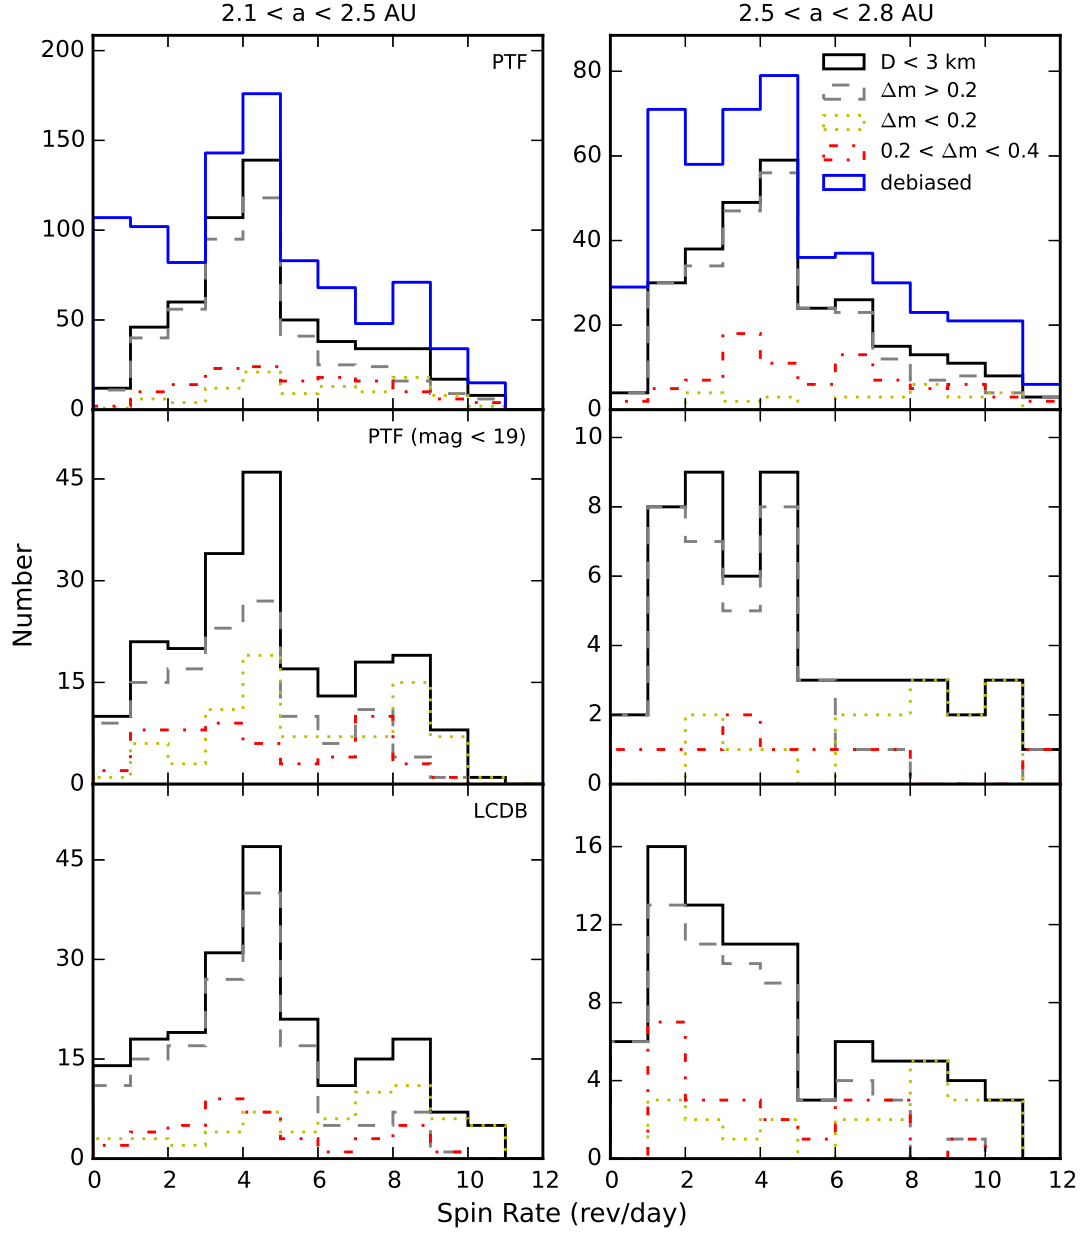 2.1 < a < 2.5 AU
2.5 < a < 2.8 AU
PTF
200
150
100
50
0
D < 3 km
Δm > 0.2
Δm < 0.2
0.2 < Δm < 0.4
debiased
80
60
40
20
0
PTF (mag < 19)
45
30
15
0
10
8
6
4
2
0
LCDB
45
30
15
0
16
12
8
4
0
Number
0 2 4 6 8 10 12
0 2 4 6 8 10 12
Spin Rate (rev/day)